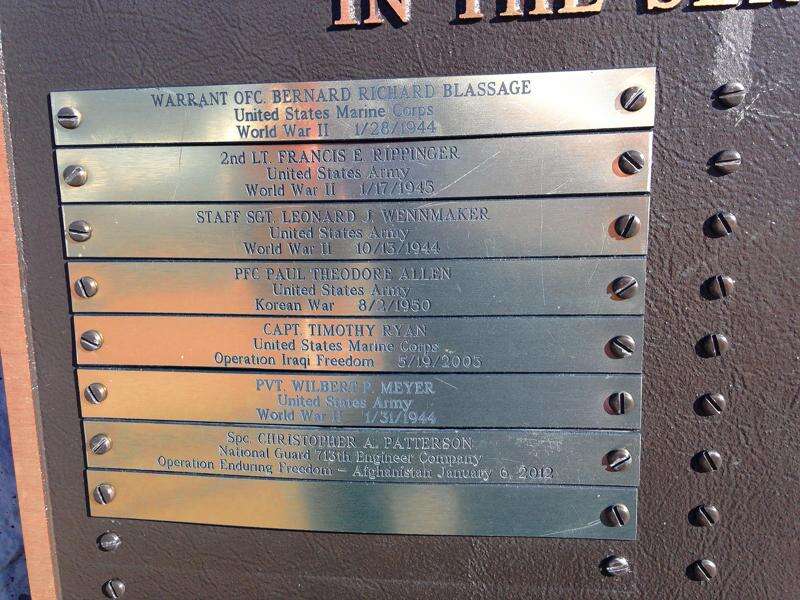 IN THE SER
WARRANT OFC. BERNARD RICHARD BLASSAGE
United States Marine Corps
World War II 1/28/1944
2nd LT. FRANCIS E. RIPPINGER
United States Army
World War II 1/17/1945
STAFF SGT. LEONARD J. WENNMAKER
United States Army
World War II 10/13/1944
PFC PAUL THEODORE ALLEN
United States Army
Korean War 8/2/1950
CAPT. TIMOTHY RYAN
United States Marine Corps
Operation Iraqi Freedom 5/19/2003
PVT. WILBERT P. MEYER
United States Army
World War II 1/31/1944
Spc. CHRISTOPHER A. PATTERSON
National Guard 713th Engineer Company
Operation Enduring Freedom – Afghanistan January 6, 2012